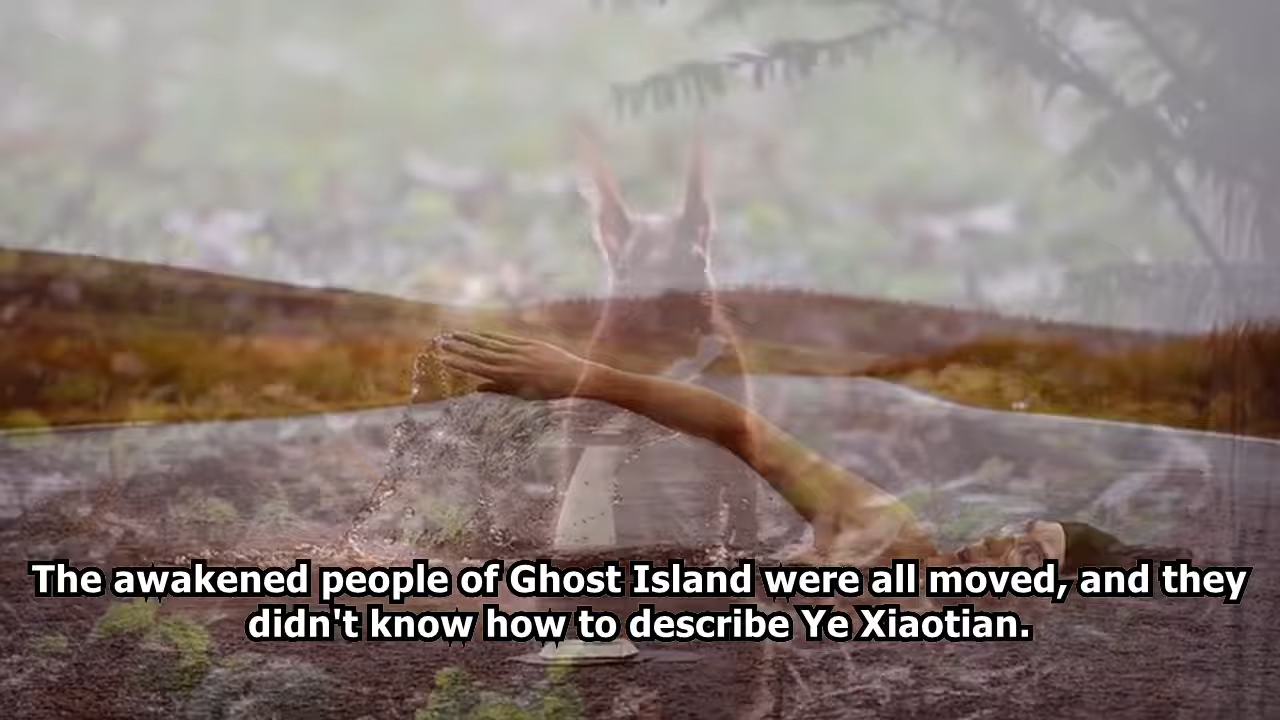 The awakened people of Ghost Island were all moved, and they
didn't know how to describe Ye Xiaotian.